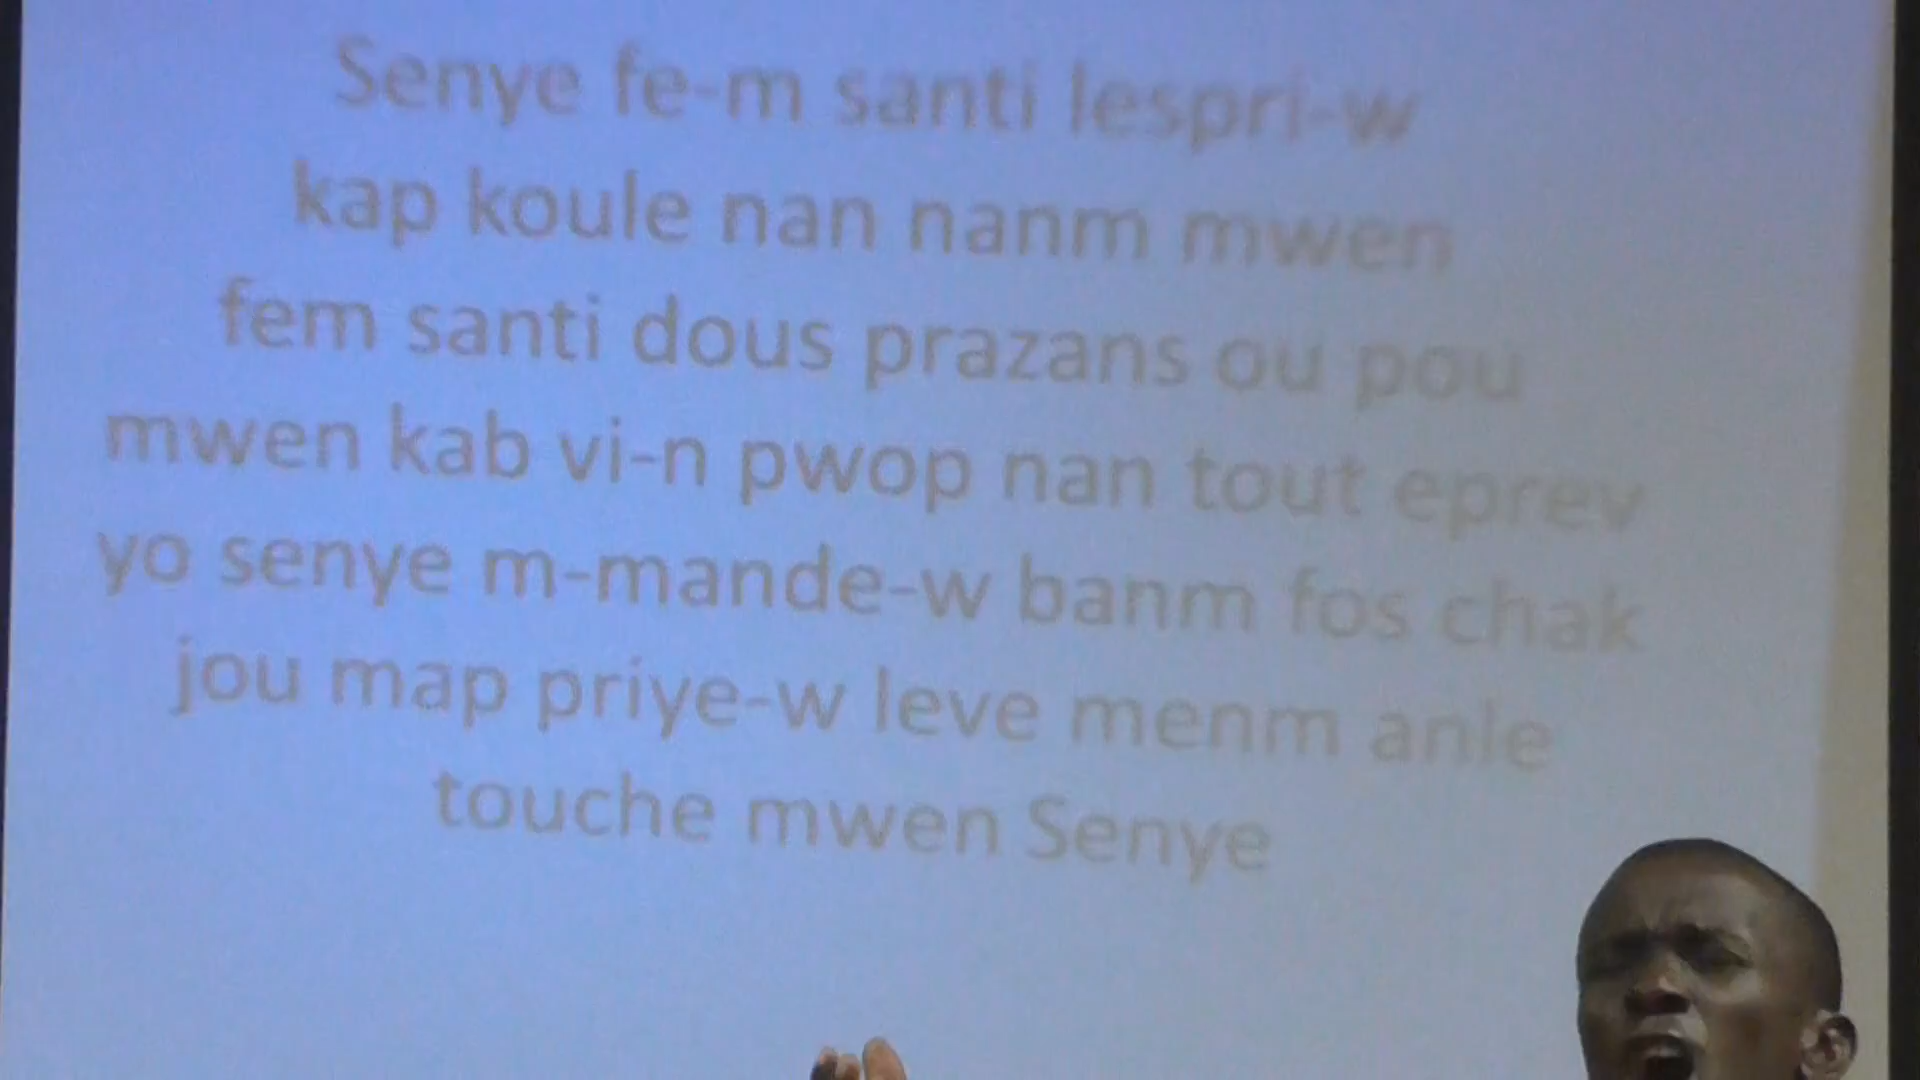 Senye fe-m santi lespri-w
kap koule nan nanm mwen
fem santi dous prazans ou pou
mwen kab vi-n pwop nan tout eprev
yo senye m-mande-w banm fos chak
jou map priye-w leve menm anle
touche mwen Senye